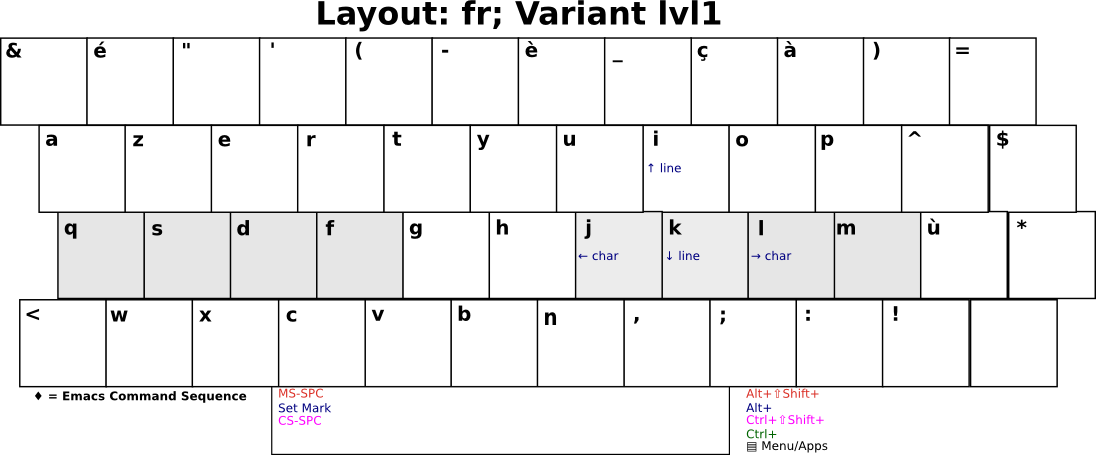 Layout: fr; Variant lvl1
& é " ' ( - è _ ç à ) =
a z e r t y u i o p ^ $
↑ line
q s d f g h j k l m ù *
← char ↓ line → char
< w x c v b n , ; : !
♦ = Emacs Command Sequence
MS-SPC
Set Mark
CS-SPC
Alt+⇧Shift+
Alt+
Ctrl+⇧Shift+
Ctrl+
▤ Menu/Apps